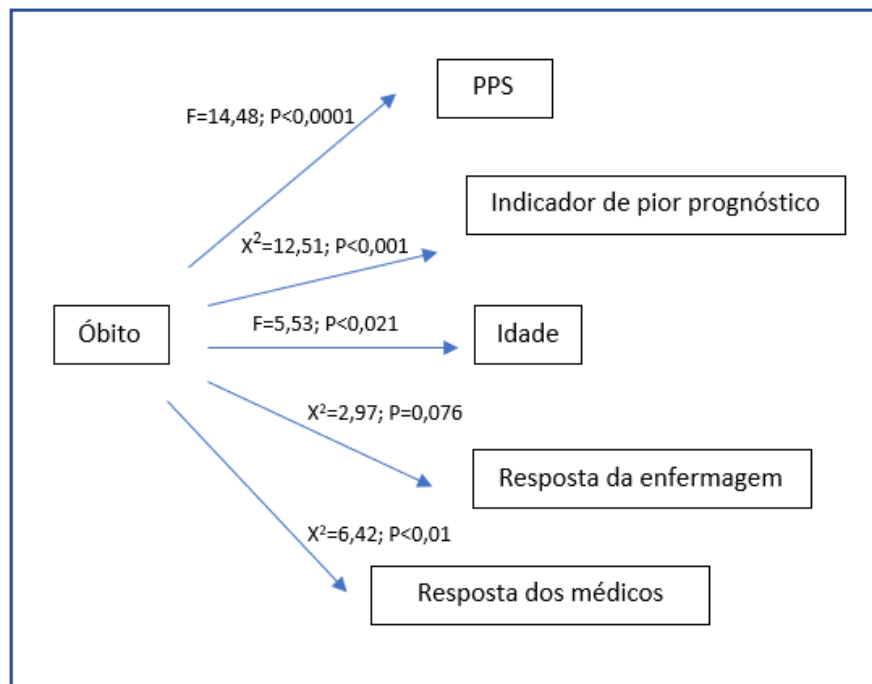 PPS
F=14,48; P<0,0001
Indicador de pior prognóstico
X²=12,51; P<0,001
Óbito
F=5,53; P<0,021
Idade
X²=2,97; P=0,076
Resposta da enfermagem
X²=6,42; P<0,01
Resposta dos médicos